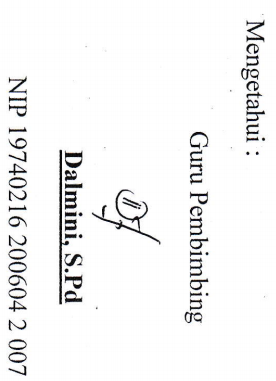 Mengetahui :
Guru Pembimbing
Dalmini, S.Pd
NIP 19740216 200604 2 007